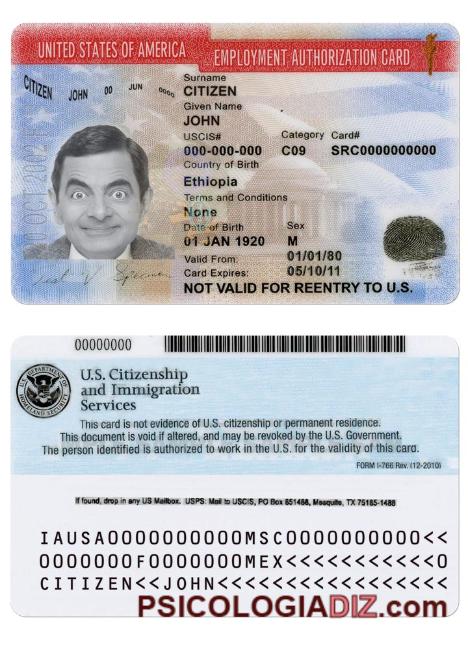 UNITED STATES OF AMERICA EMPLOYMENT AUTHORIZATION CARD
CITIZEN JOHN 00 JUN 0000
Surname
CITIZEN
Given Name
JOHN
USCIS# Category Card#
000-000-000 C09 SRC0000000000
Country of Birth
Ethiopia
Terms and Conditions
None
Date of Birth Sex
01 JAN 1920 M
Valid From: 01/01/80
Card Expires: 05/10/11
NOT VALID FOR REENTRY TO U.S.
Test V Specimen
00000000
U.S. DEPARTMENT OF HOMELAND SECURITY
U.S. Citizenship
and Immigration
Services
This card is not evidence of U.S. citizenship or permanent residence.
This document is void if altered, and may be revoked by the U.S. Government.
The person identified is authorized to work in the U.S. for the validity of this card.
FORM I-766 Rev. (12-2010)
If found, drop in any US Mailbox. USPS: Mail to USCIS, PO Box 851488, Mesquite, TX 75185-1488
IAUSA0000000000MSC0000000000<<
0000000F0000000MEX<<<<<<<<<<<0
CITIZEN<<JOHN<<<<<<<<<<<<<<<<<
PSICOLOGIADIZ.com